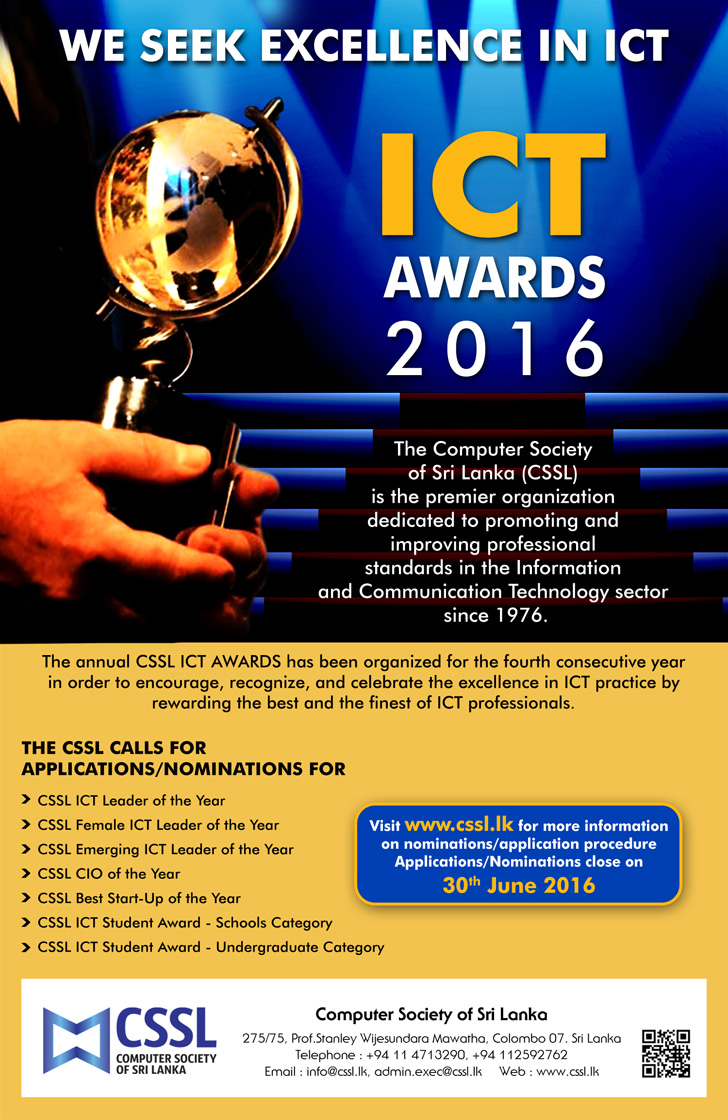 WE SEEK EXCELLENCE IN ICT
ICT
AWARDS
2016
The Computer Society
of Sri Lanka (CSSL)
is the premier organization
dedicated to promoting and
improving professional
standards in the Information
and Communication Technology sector
since 1976.
The annual CSSL ICT AWARDS has been organized for the fourth consecutive year
in order to encourage, recognize, and celebrate the excellence in ICT practice by
rewarding the best and the finest of ICT professionals.
THE CSSL CALLS FOR
APPLICATIONS/NOMINATIONS FOR
CSSL ICT Leader of the Year
CSSL Female ICT Leader of the Year
CSSL Emerging ICT Leader of the Year
CSSL CIO of the Year
CSSL Best Start-Up of the Year
CSSL ICT Student Award - Schools Category
CSSL ICT Student Award - Undergraduate Category
Visit www.cssl.lk for more information
on nominations/application procedure
Applications/Nominations close on
30th June 2016
CSSL
COMPUTER SOCIETY
OF SRI LANKA
Computer Society of Sri Lanka
275/75, Prof.Stanley Wijesundara Mawatha, Colombo 07. Sri Lanka
Telephone : +94 11 4713290, +94 112592762
Email : info@cssl.lk, admin.exec@cssl.lk Web : www.cssl.lk